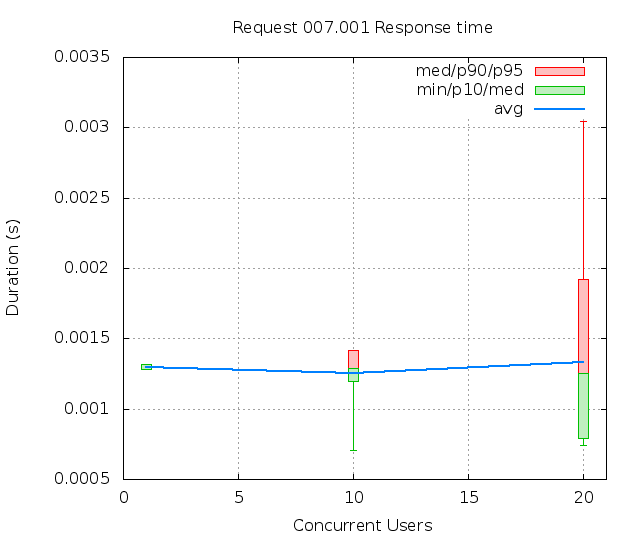 Request 007.001 Response time
0.0035
0.003
0.0025
0.002
0.0015
0.001
0.0005
0
5
10
15
20
Duration (s)
Concurrent Users
med/p90/p95
min/p10/med
avg